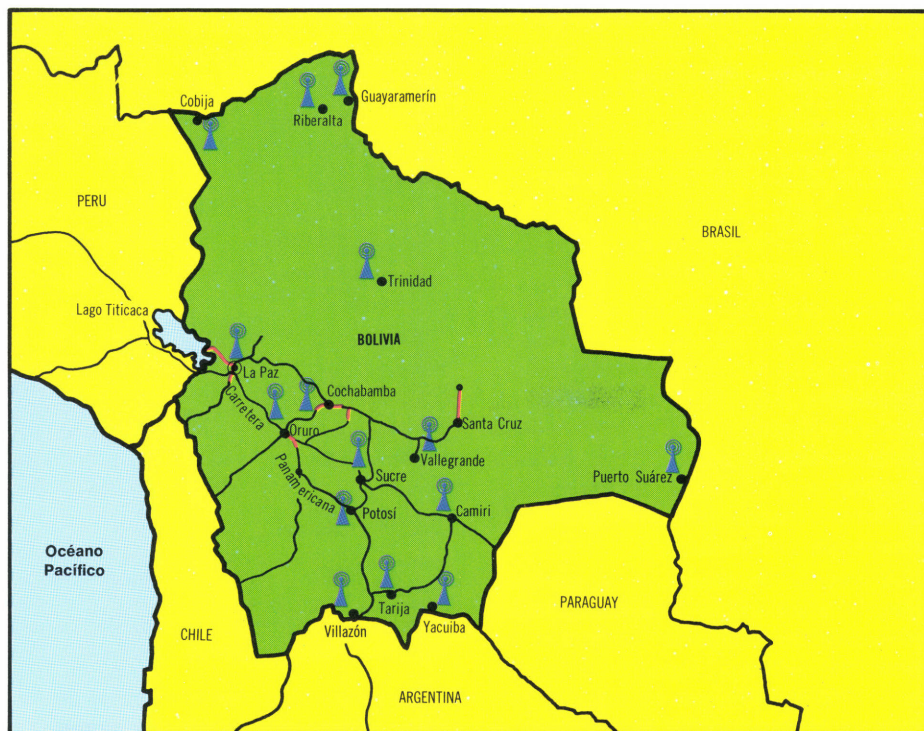 Cobija
Guayaramerín
Riberalta
PERU
BRASIL
Trinidad
Lago Titicaca
BOLIVIA
La Paz
Cochabamba
Carretera
Santa Cruz
Oruro
Vallegrande
Panamericana
Sucre
Puerto Suárez
Potosí
Camiri
Océano
Pacífico
Tarija
PARAGUAY
Yacuiba
Villazón
CHILE
ARGENTINA